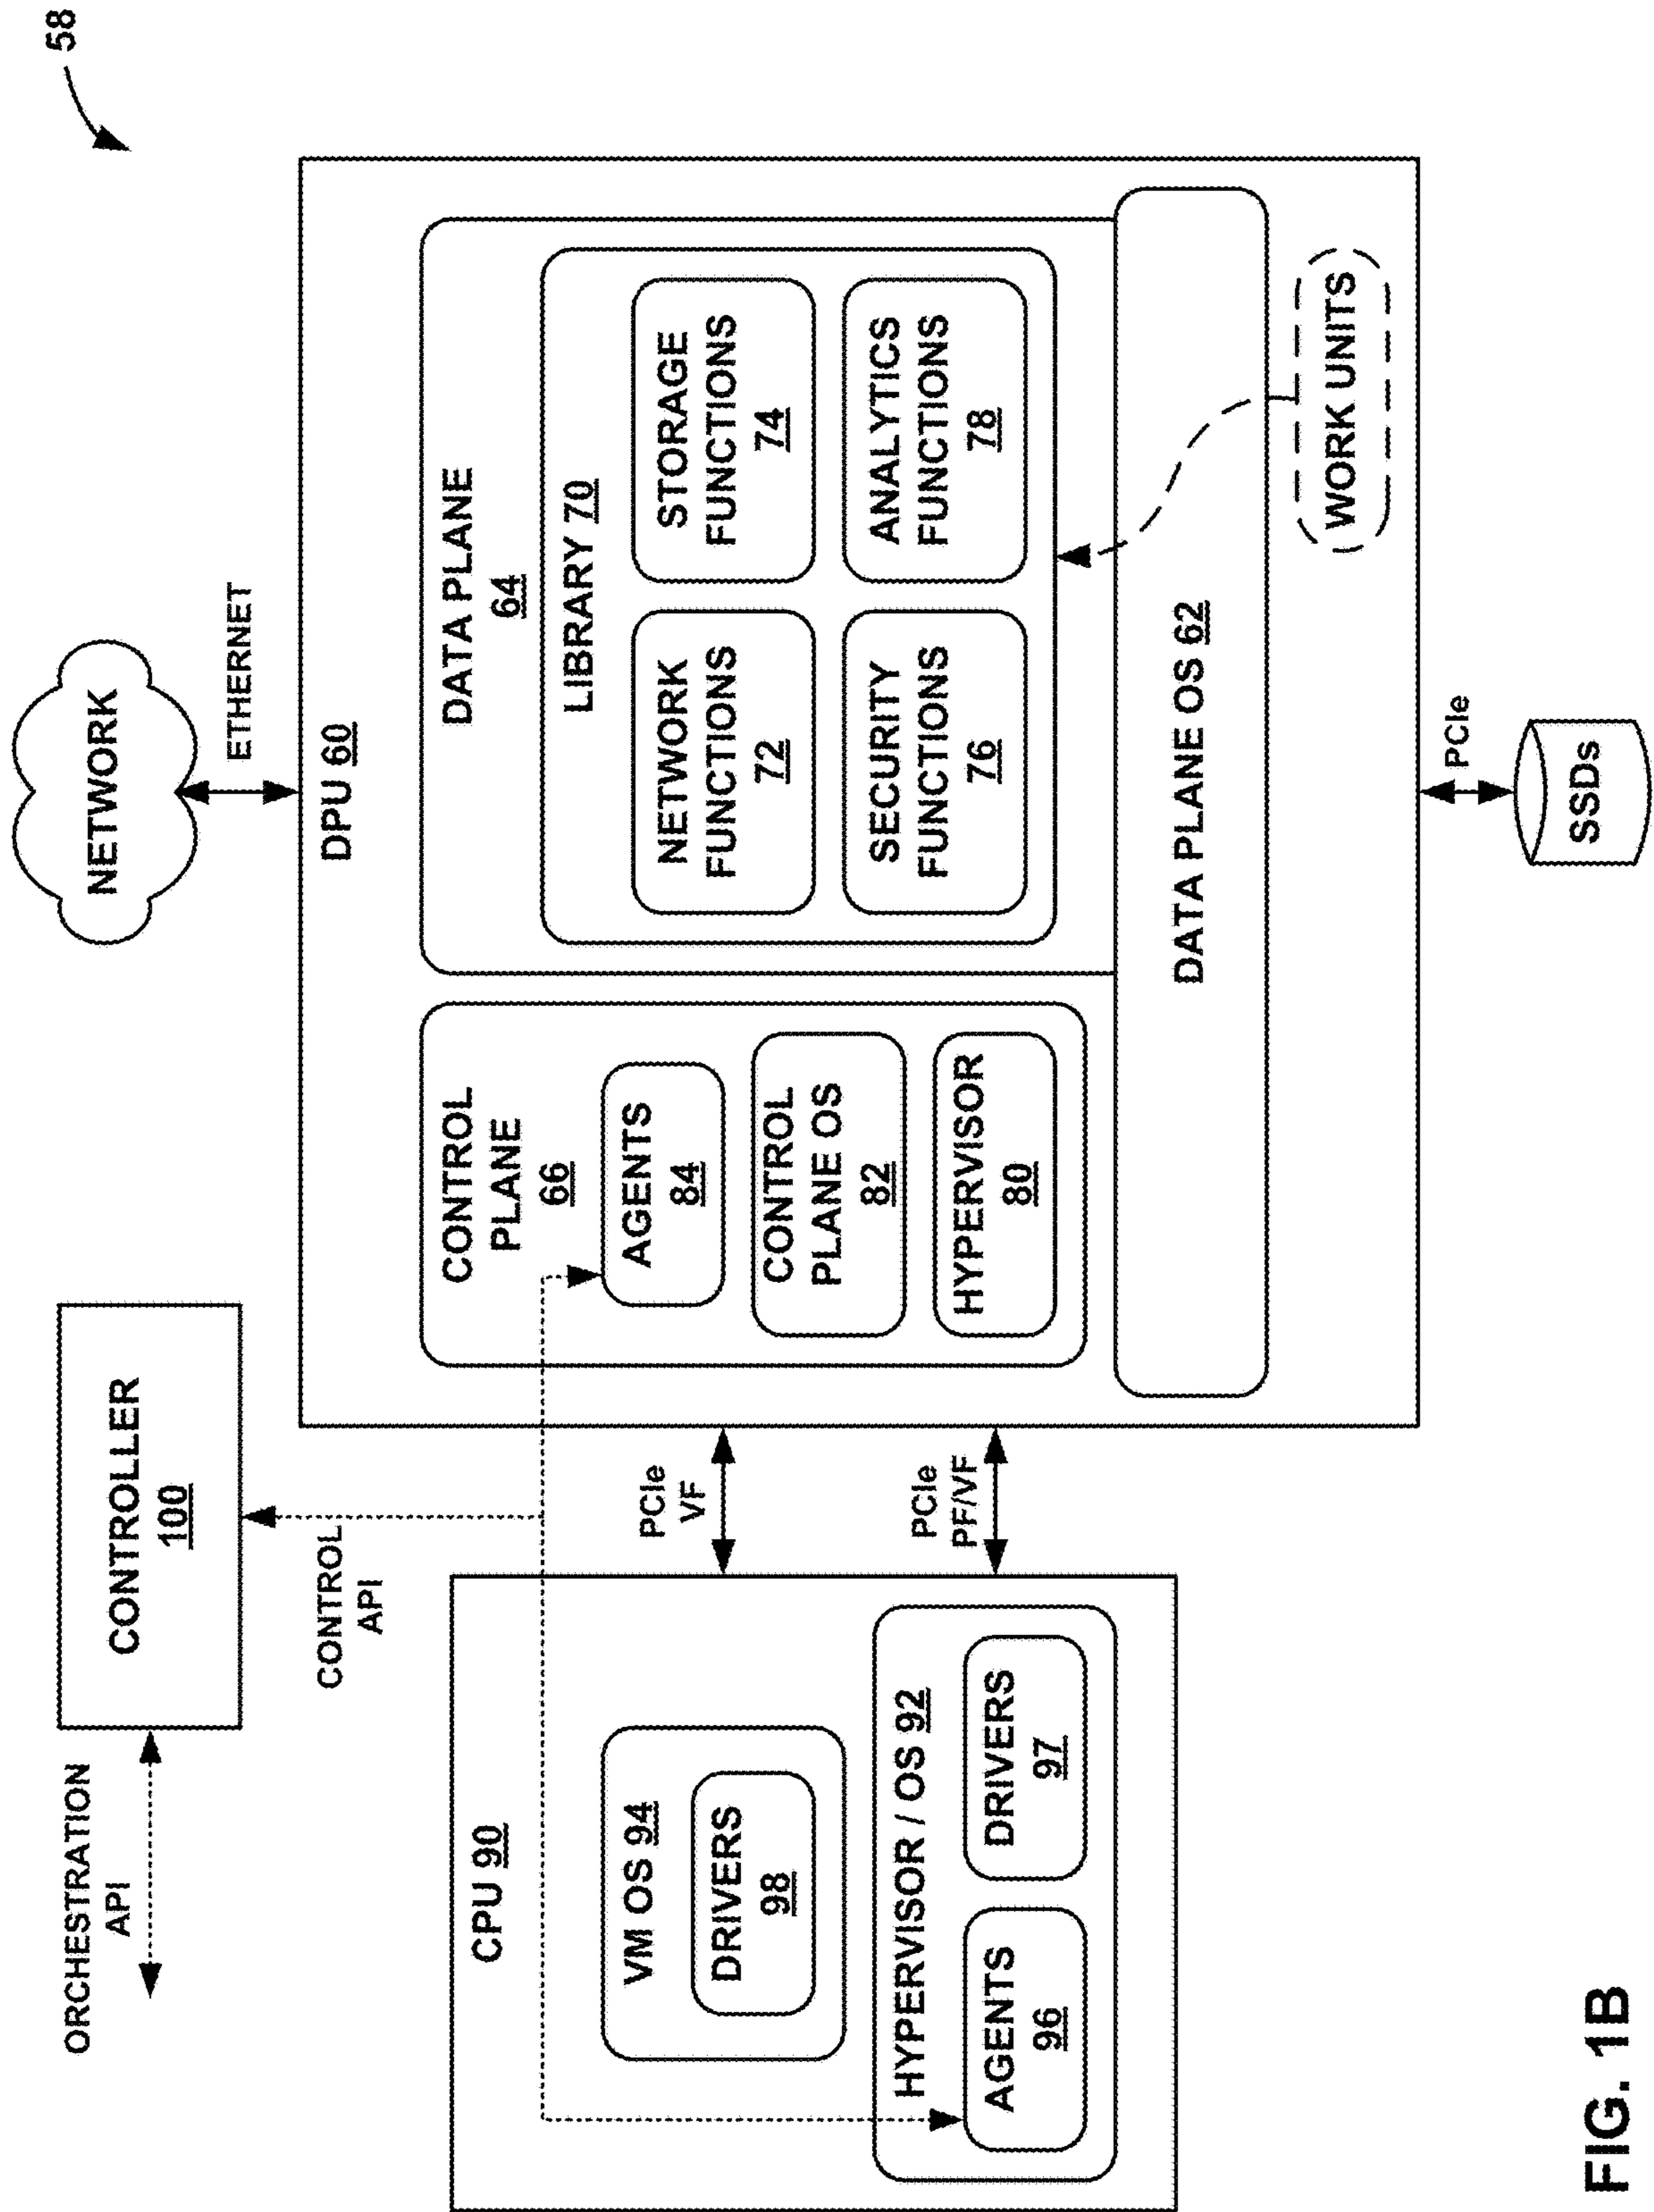 58
NETWORK
ETHERNET
ORCHESTRATION
API
CONTROLLER
100
CONTROL
API
CPU 90
VM OS 94
DRIVERS
98
HYPERVISOR / OS 92
AGENTS
96
DRIVERS
97
PCIe
VF
PCIe
PF/VF
DPU 60
CONTROL
PLANE
66
AGENTS
84
CONTROL
PLANE OS
82
HYPERVISOR
80
DATA PLANE
64
LIBRARY 70
NETWORK
FUNCTIONS
72
STORAGE
FUNCTIONS
74
SECURITY
FUNCTIONS
76
ANALYTICS
FUNCTIONS
78
DATA PLANE OS 62
WORK UNITS
PCIe
SSDs
FIG. 1B